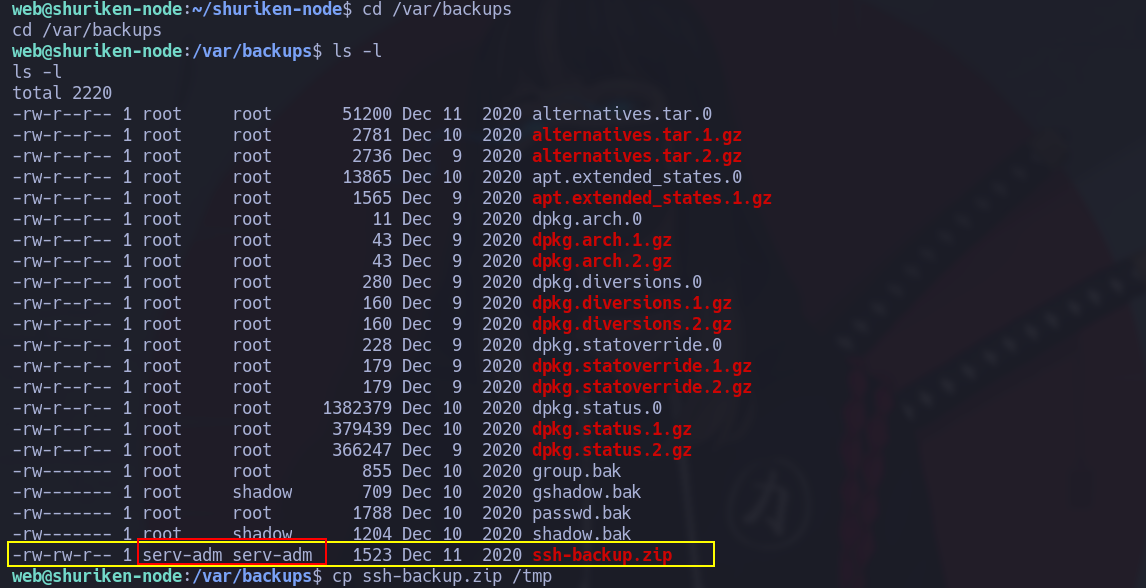 web@shuriken-node:~/shuriken-node$ cd /var/backups
cd /var/backups
web@shuriken-node:/var/backups$ ls -l
ls -l
total 2220
-rw-r--r-- 1 root     root       51200 Dec 11  2020 alternatives.tar.0
-rw-r--r-- 1 root     root        2781 Dec 10  2020 alternatives.tar.1.gz
-rw-r--r-- 1 root     root        2736 Dec  9  2020 alternatives.tar.2.gz
-rw-r--r-- 1 root     root       13865 Dec 10  2020 apt.extended_states.0
-rw-r--r-- 1 root     root        1565 Dec  9  2020 apt.extended_states.1.gz
-rw-r--r-- 1 root     root          11 Dec  9  2020 dpkg.arch.0
-rw-r--r-- 1 root     root          43 Dec  9  2020 dpkg.arch.1.gz
-rw-r--r-- 1 root     root          43 Dec  9  2020 dpkg.arch.2.gz
-rw-r--r-- 1 root     root         280 Dec  9  2020 dpkg.diversions.0
-rw-r--r-- 1 root     root         160 Dec  9  2020 dpkg.diversions.1.gz
-rw-r--r-- 1 root     root         160 Dec  9  2020 dpkg.diversions.2.gz
-rw-r--r-- 1 root     root         228 Dec  9  2020 dpkg.statoverride.0
-rw-r--r-- 1 root     root         179 Dec  9  2020 dpkg.statoverride.1.gz
-rw-r--r-- 1 root     root         179 Dec  9  2020 dpkg.statoverride.2.gz
-rw-r--r-- 1 root     root     1382379 Dec 10  2020 dpkg.status.0
-rw-r--r-- 1 root     root      379439 Dec 10  2020 dpkg.status.1.gz
-rw-r--r-- 1 root     root      366247 Dec  9  2020 dpkg.status.2.gz
-rw------- 1 root     root         855 Dec 10  2020 group.bak
-rw------- 1 root     shadow       709 Dec 10  2020 gshadow.bak
-rw------- 1 root     root        1788 Dec 10  2020 passwd.bak
-rw------- 1 root     shadow      1204 Dec 10  2020 shadow.bak
-rw-rw-r-- 1 serv-adm serv-adm    1523 Dec 11  2020 ssh-backup.zip
web@shuriken-node:/var/backups$ cp ssh-backup.zip /tmp